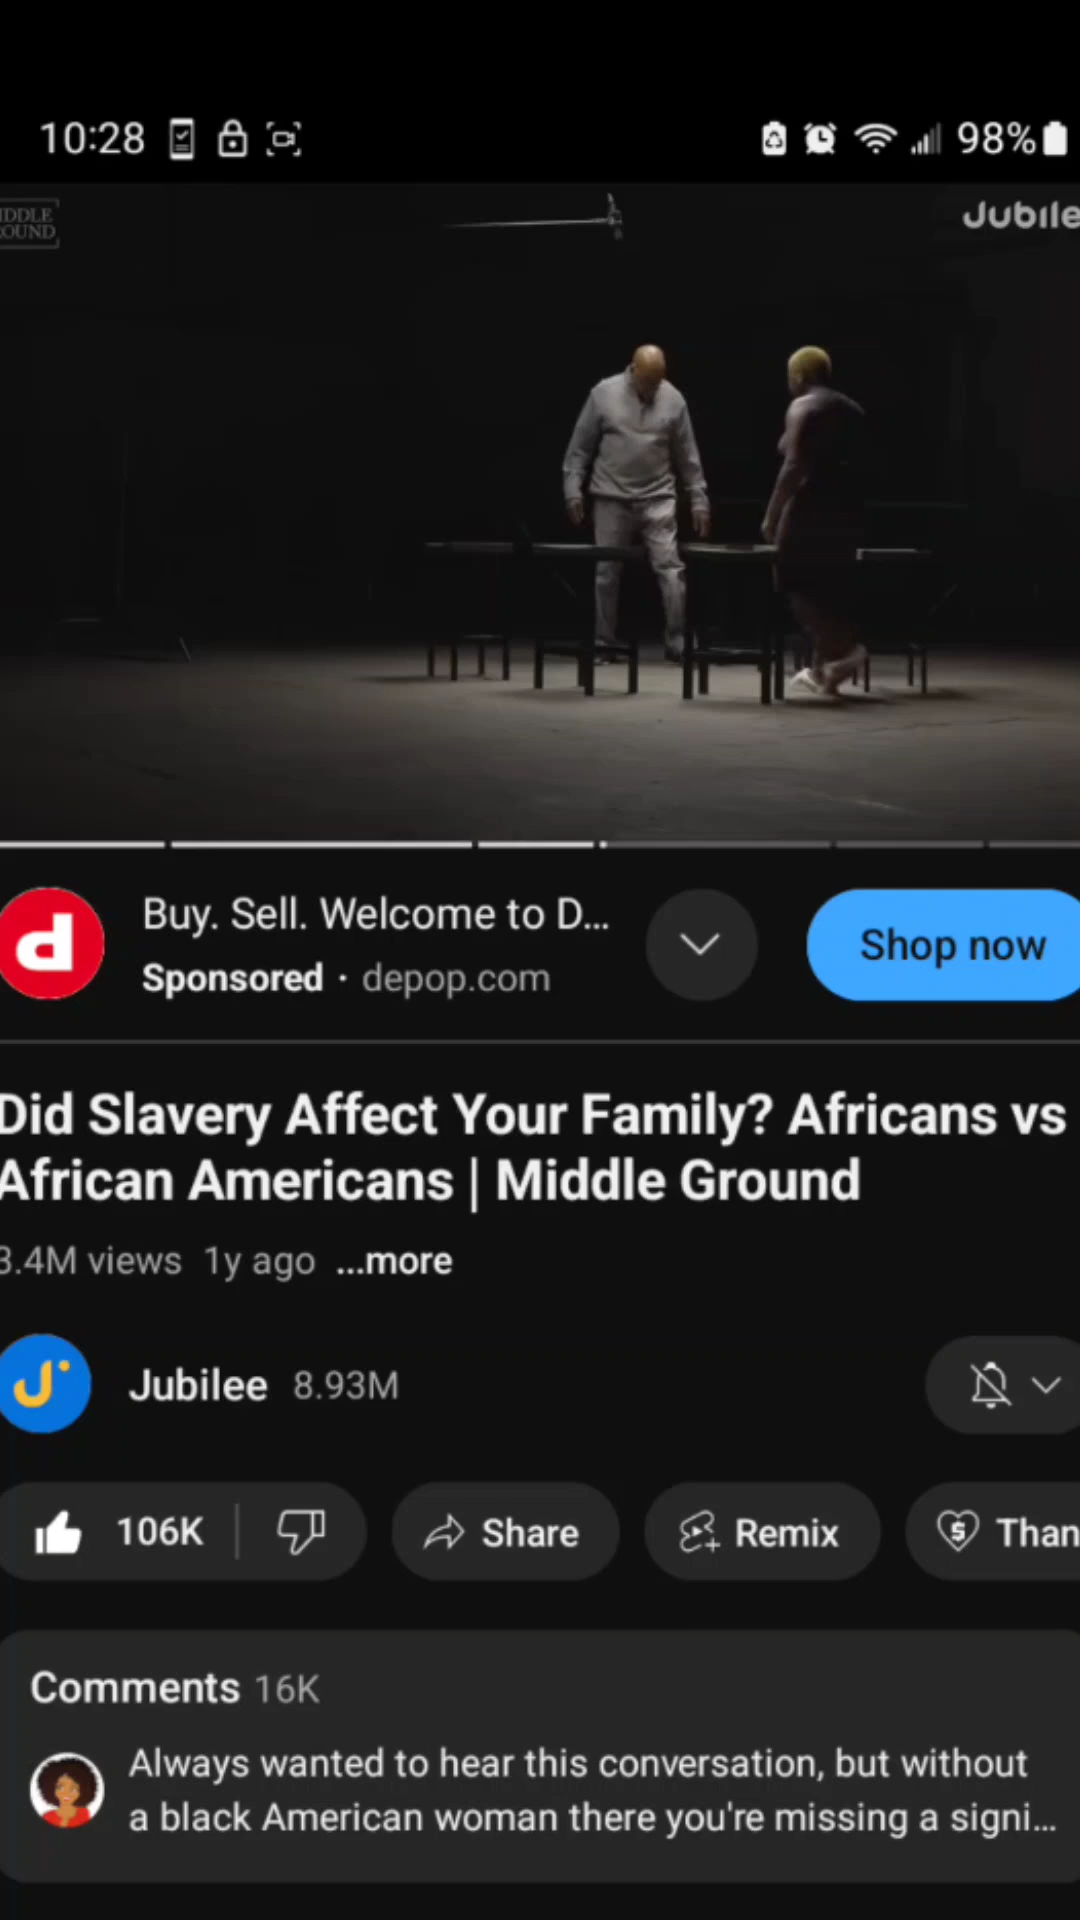 10:28 98%
IDDLE
OUND
Jubile
Buy. Sell. Welcome to D...
Sponsored · depop.com
Shop now
Did Slavery Affect Your Family? Africans vs
African Americans | Middle Ground
3.4M views 1y ago ...more
Jubilee 8.93M
106K Share Remix Than
Comments 16K
Always wanted to hear this conversation, but without
a black American woman there you're missing a signi...